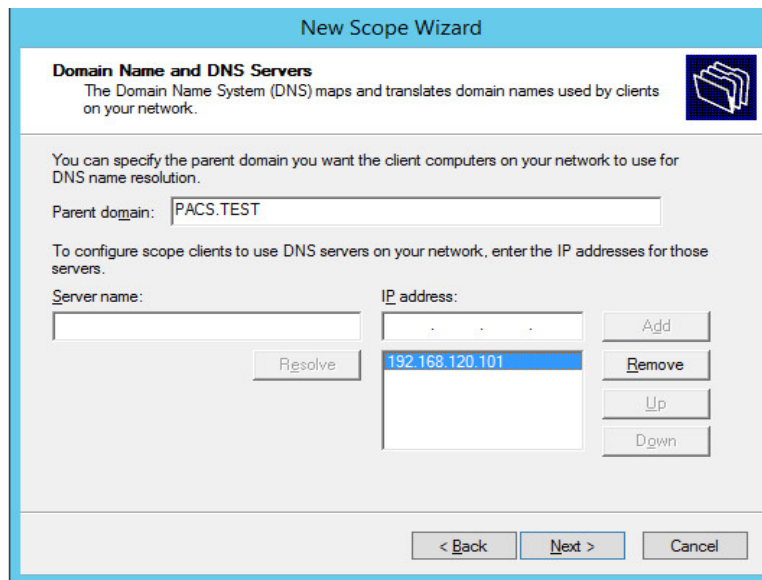 New Scope Wizard
Domain Name and DNS Servers
The Domain Name System (DNS) maps and translates domain names used by clients
on your network.
You can specify the parent domain you want the client computers on your network to use for
DNS name resolution.
Parent domain: PACS.TEST
To configure scope clients to use DNS servers on your network, enter the IP addresses for those
servers.
Server name: IP address:
. . . Add
Resolve 192.168.120.101 Remove
Up
Down
< Back Next > Cancel